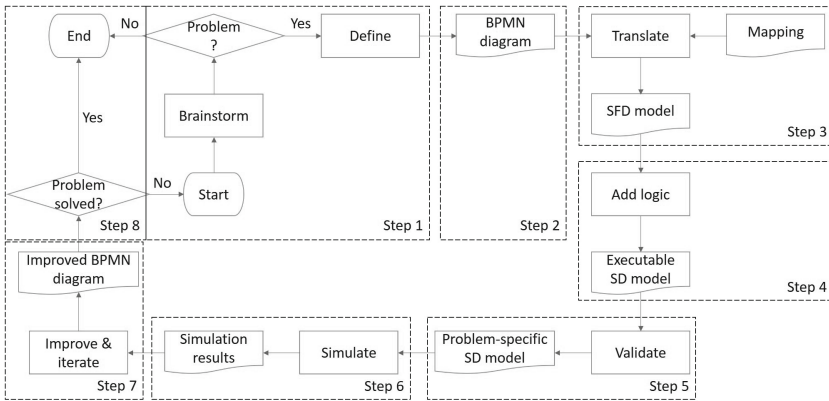 No
Yes
End
Problem
?
Define
BPMN
diagram
Translate
Mapping
Brainstorm
SFD model
Yes
Step 3
Problem
solved?
No
Start
Add logic
Step 8
Step 1
Step 2
Improved BPMN
diagram
Executable
SD model
Step 4
Improve &
iterate
Simulation
results
Simulate
Problem-specific
SD model
Validate
Step 7
Step 6
Step 5